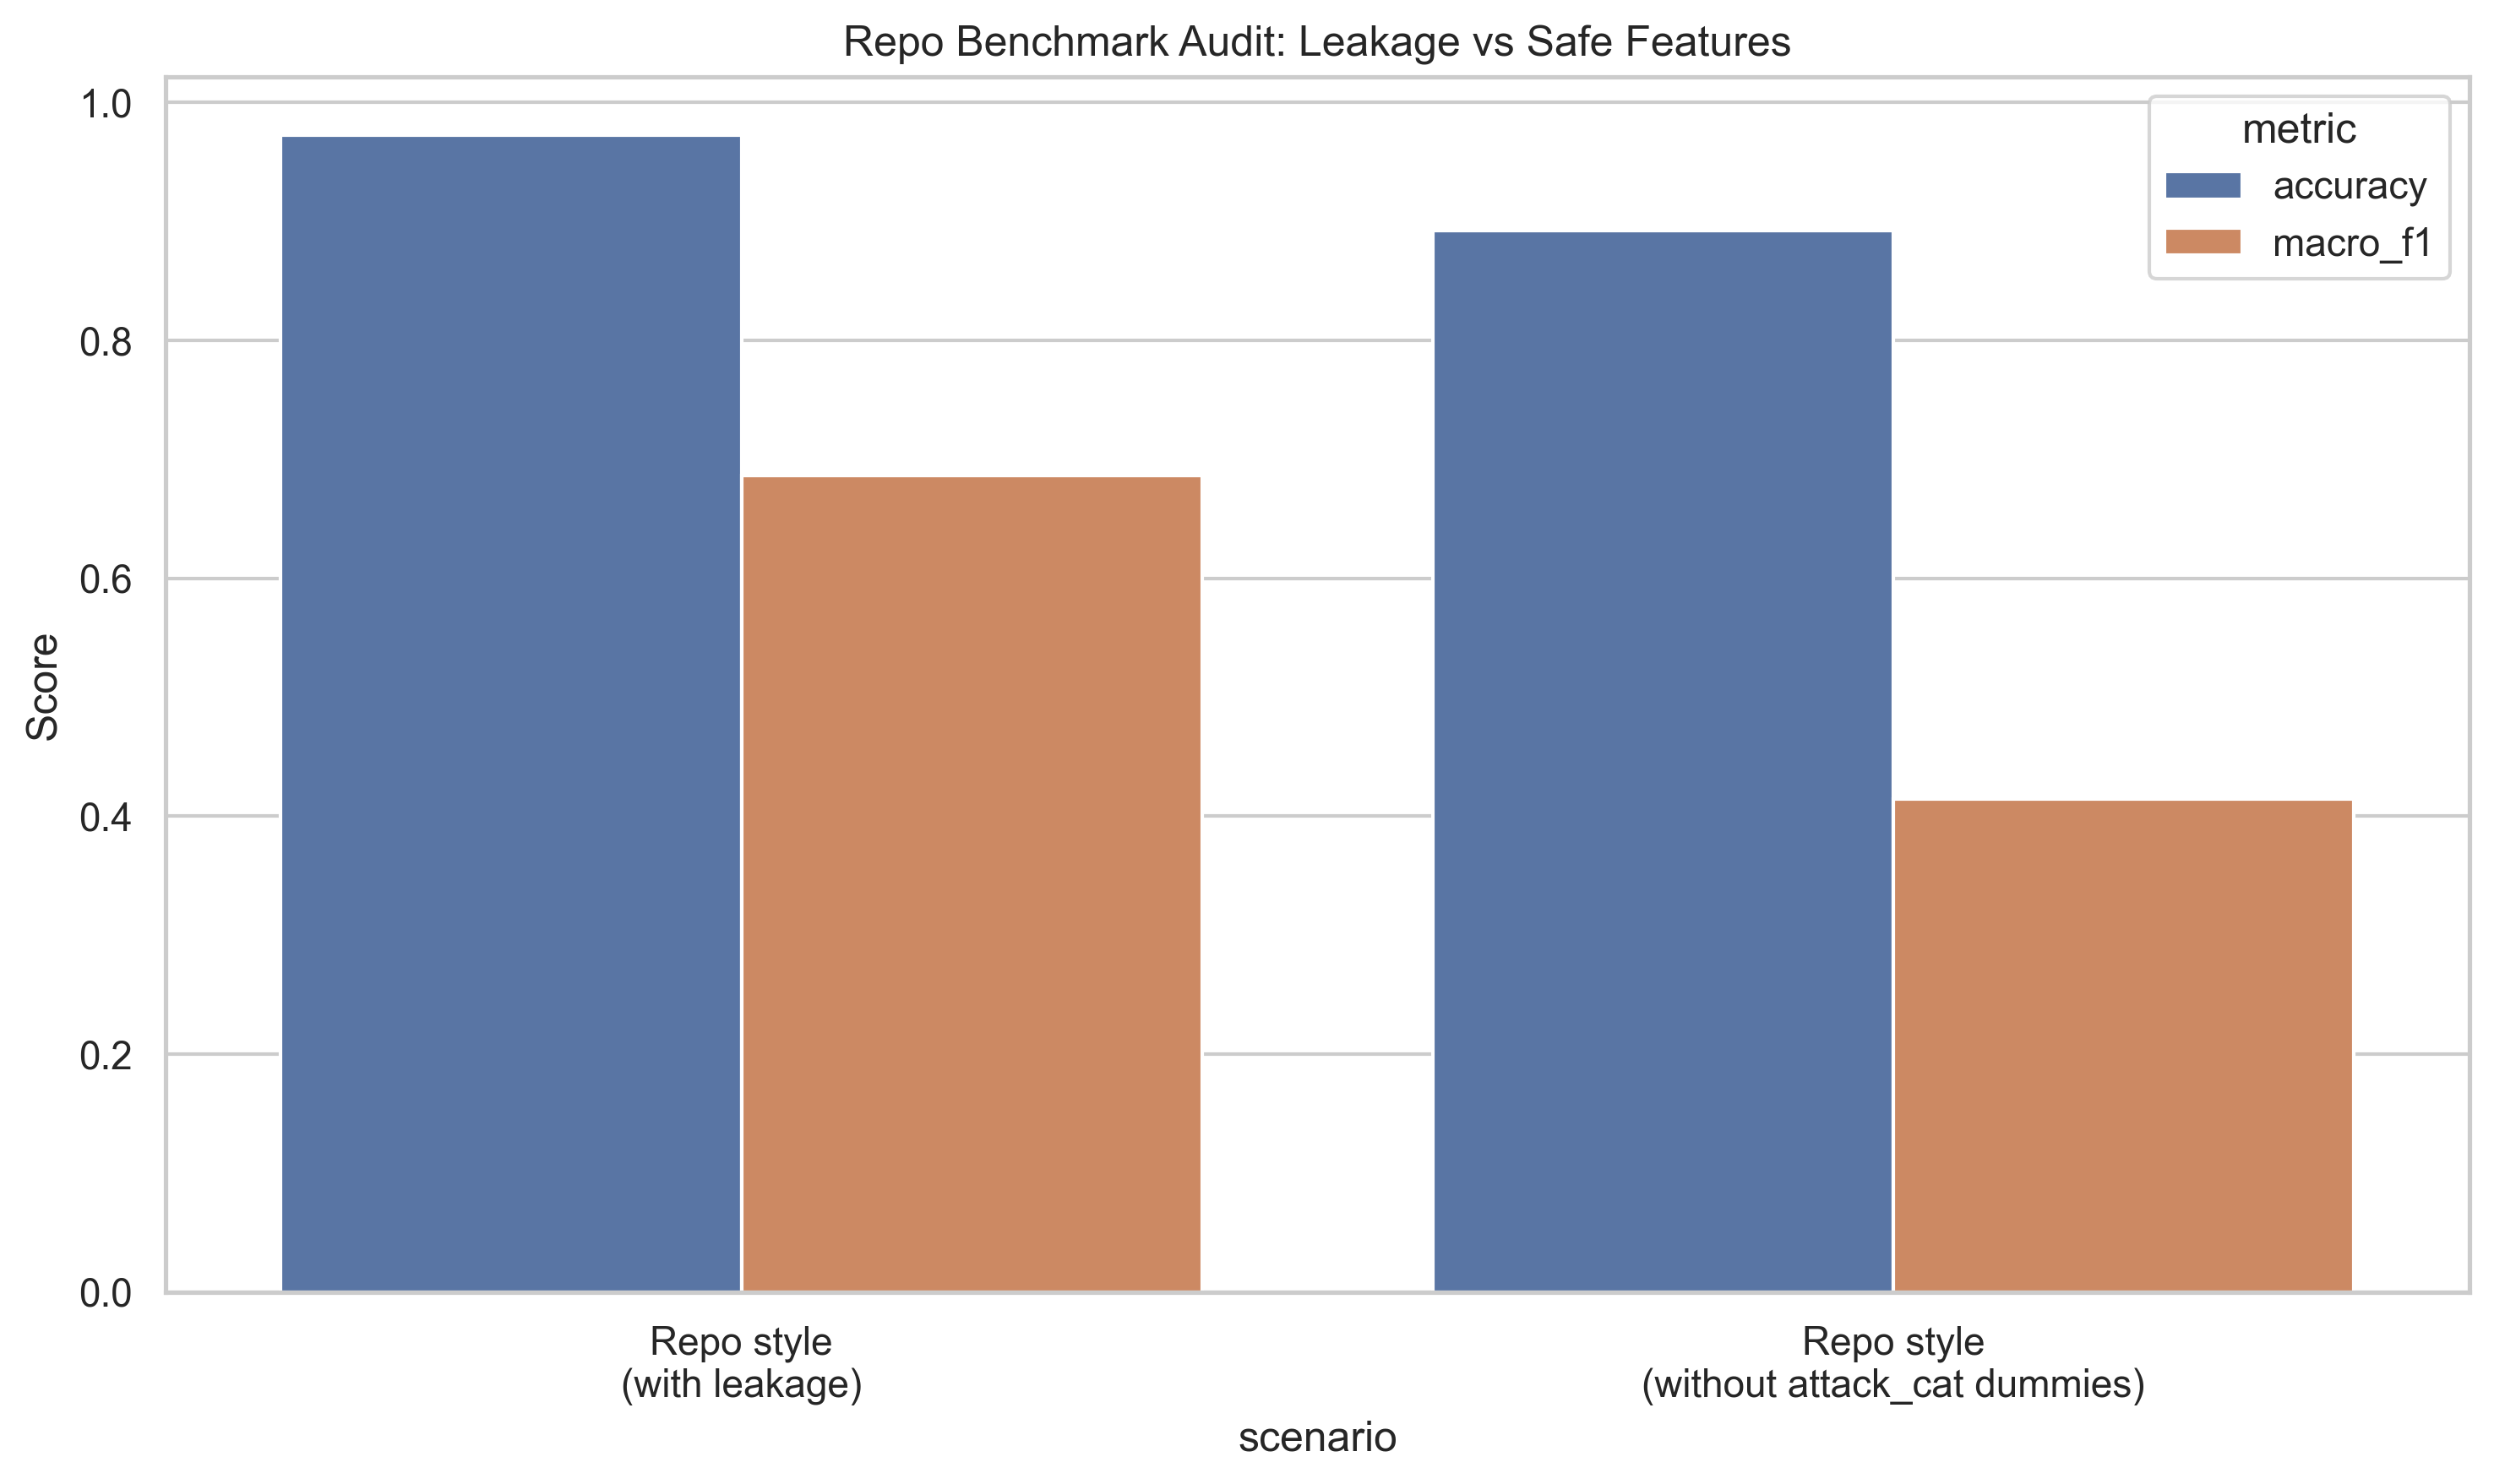 Repo Benchmark Audit: Leakage vs Safe Features
1.0
0.8
0.6
0.4
0.2
0.0
Score
metric
accuracy
macro_f1
Repo style
(with leakage)
Repo style
(without attack_cat dummies)
scenario